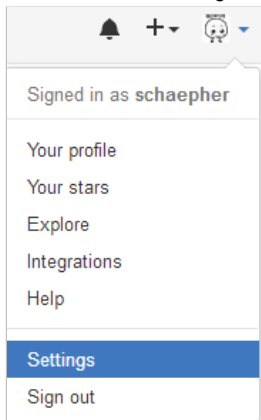 Signed in as schaepher
Your profile
Your stars
Explore
Integrations
Help
Settings
Sign out